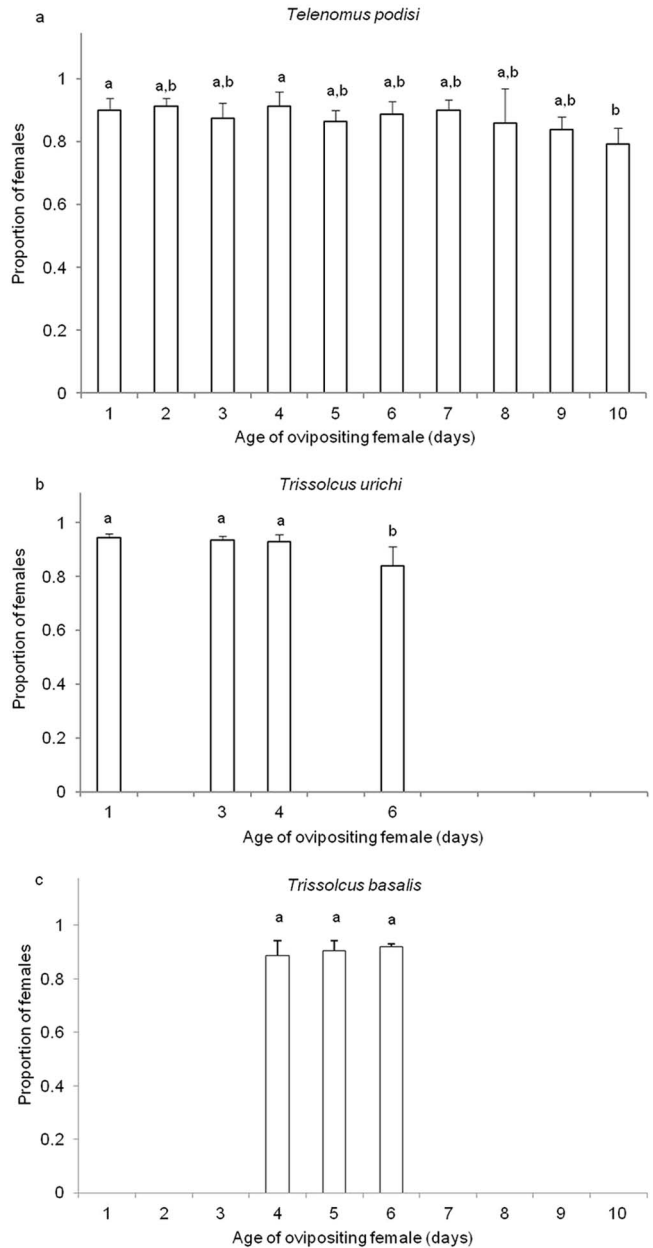 a
Telenomus podisi
Proportion of females
1
0.8
0.6
0.4
0.2
0
a a,b a,b a a,b a,b a,b a,b a,b b
1 2 3 4 5 6 7 8 9 10
Age of ovipositing female (days)
b
Trissolcus urichi
Proportion of females
1
0.8
0.6
0.4
0.2
0
a a a b
1 3 4 6
Age of ovipositing female (days)
c
Trissolcus basalis
Proportion of females
1
0.8
0.6
0.4
0.2
0
a a a
1 2 3 4 5 6 7 8 9 10
Age of ovipositing female (days)